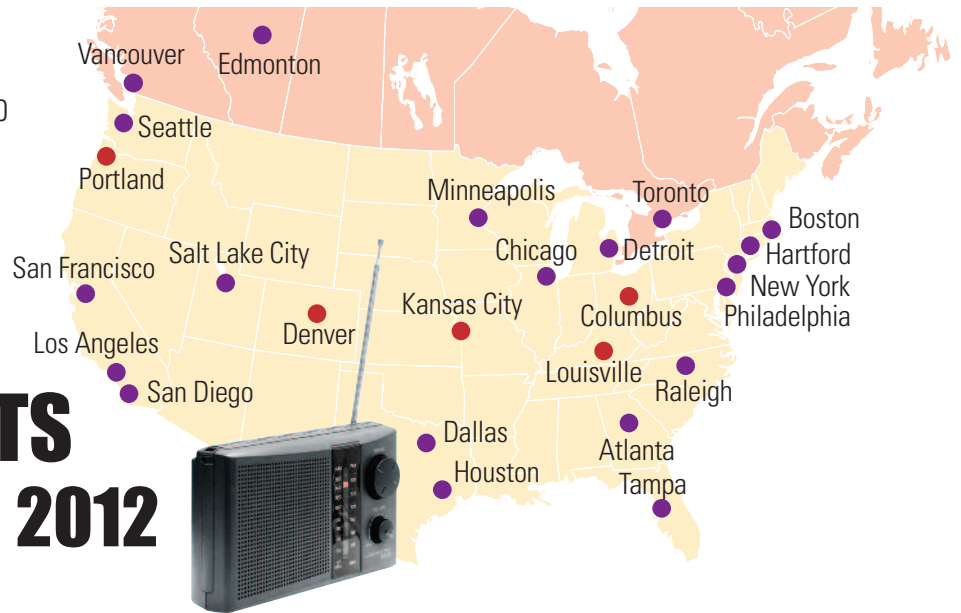 Vancouver
Edmonton
0
Seattle
Portland
Minneapolis
Toronto
Boston
Salt Lake City
Chicago
Detroit
Hartford
San Francisco
New York
Kansas City
Philadelphia
Denver
Columbus
Los Angeles
Louisville
San Diego
Raleigh
TS
Dallas
Atlanta
Houston
Tampa
2012